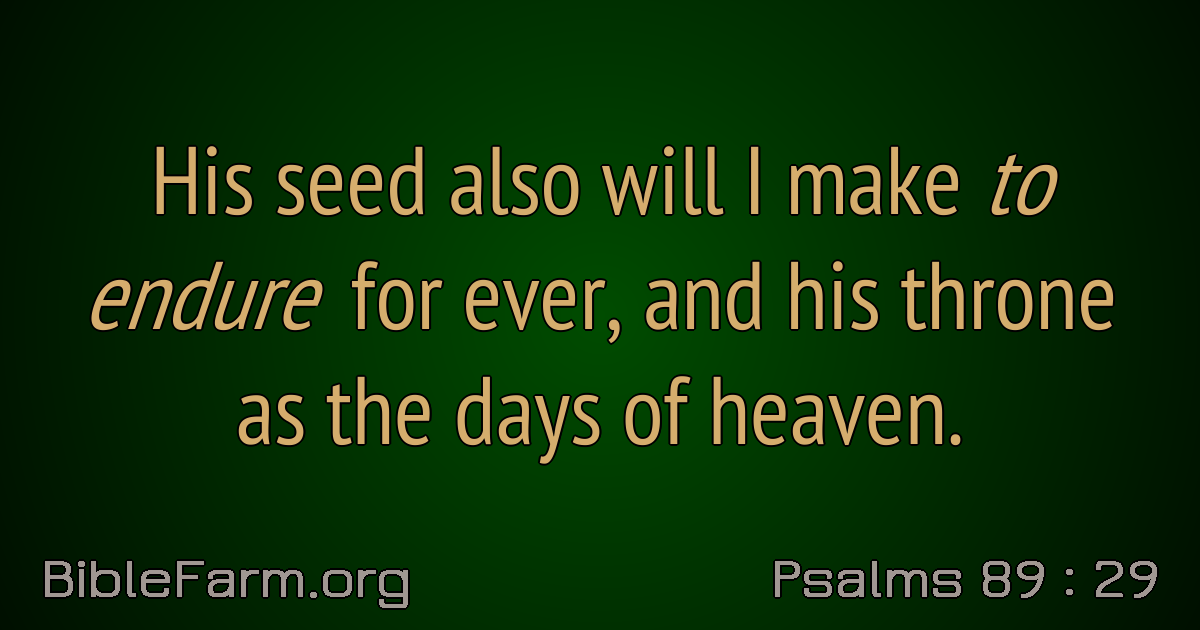 His seed also will I make to
endure for ever, and his throne
as the days of heaven.
BibleFarm.org
Psalms 89 : 29